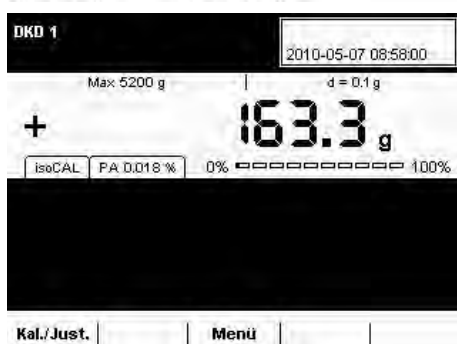 DKD 1
2010-05-07 08:58:00
Max 5200 g d = 0.1 g
+ 163.3 g
isoCAL PA 0.018 % 0% 100%
Kal./Just. Menü